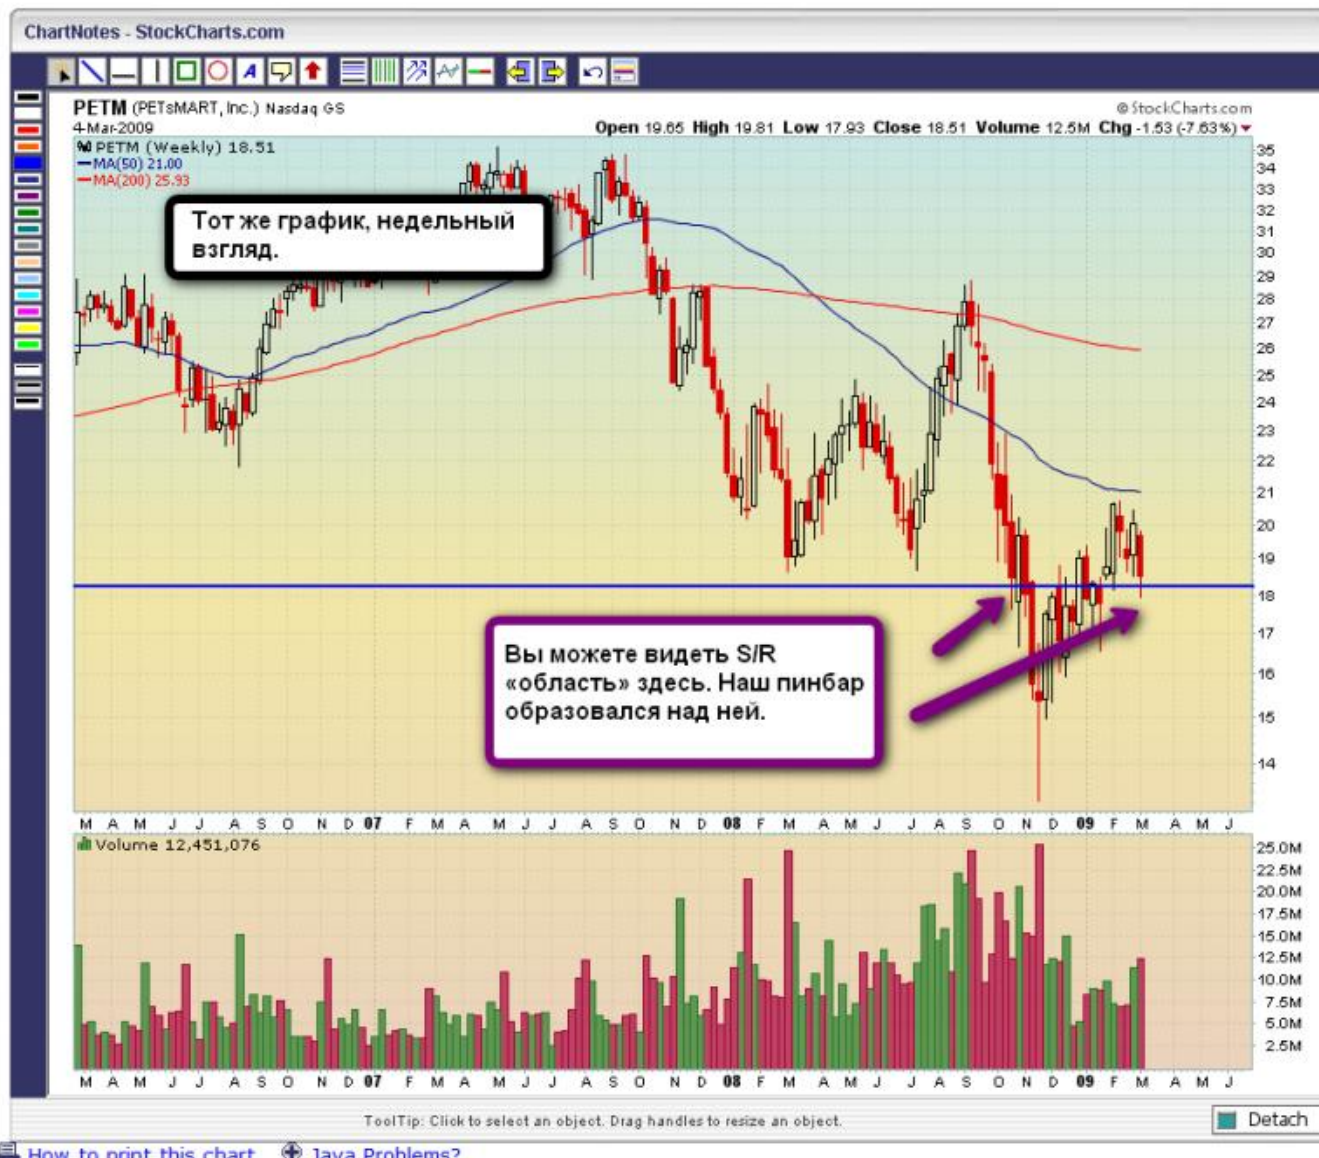 ChartNotes - StockCharts.com
PETM (PETsMART, Inc.) Nasdaq GS
@StockCharts.com
4-Mar-2009
Open 19.65 High 19.81 Low 17.93 Close 18.51 Volume 12.5M Chg -1.53 (-7.63%)
PETM (Weekly) 18.51
MA(50) 21.00
MA(200) 25.93
Тот же график, недельный
взгляд.
35
34
33
32
31
30
29
28
27
26
25
24
23
22
21
20
19
18
17
16
15
14
Вы можете видеть S/R
«область» здесь. Наш пинбар
образовался над ней.
M A M J J A S O N D 07 F M A M J J A S O N D 08 F M A M J J A S O N D 09 F M A M J
Volume 12,451,076
25.0M
22.5M
20.0M
17.5M
15.0M
12.5M
10.0M
7.5M
5.0M
2.5M
M A M J J A S O N D 07 F M A M J J A S O N D 08 F M A M J J A S O N D 09 F M A M J
ToolTip: Click to select an object. Drag handles to resize an object.
Detach
How to print this chart
Java Problems?